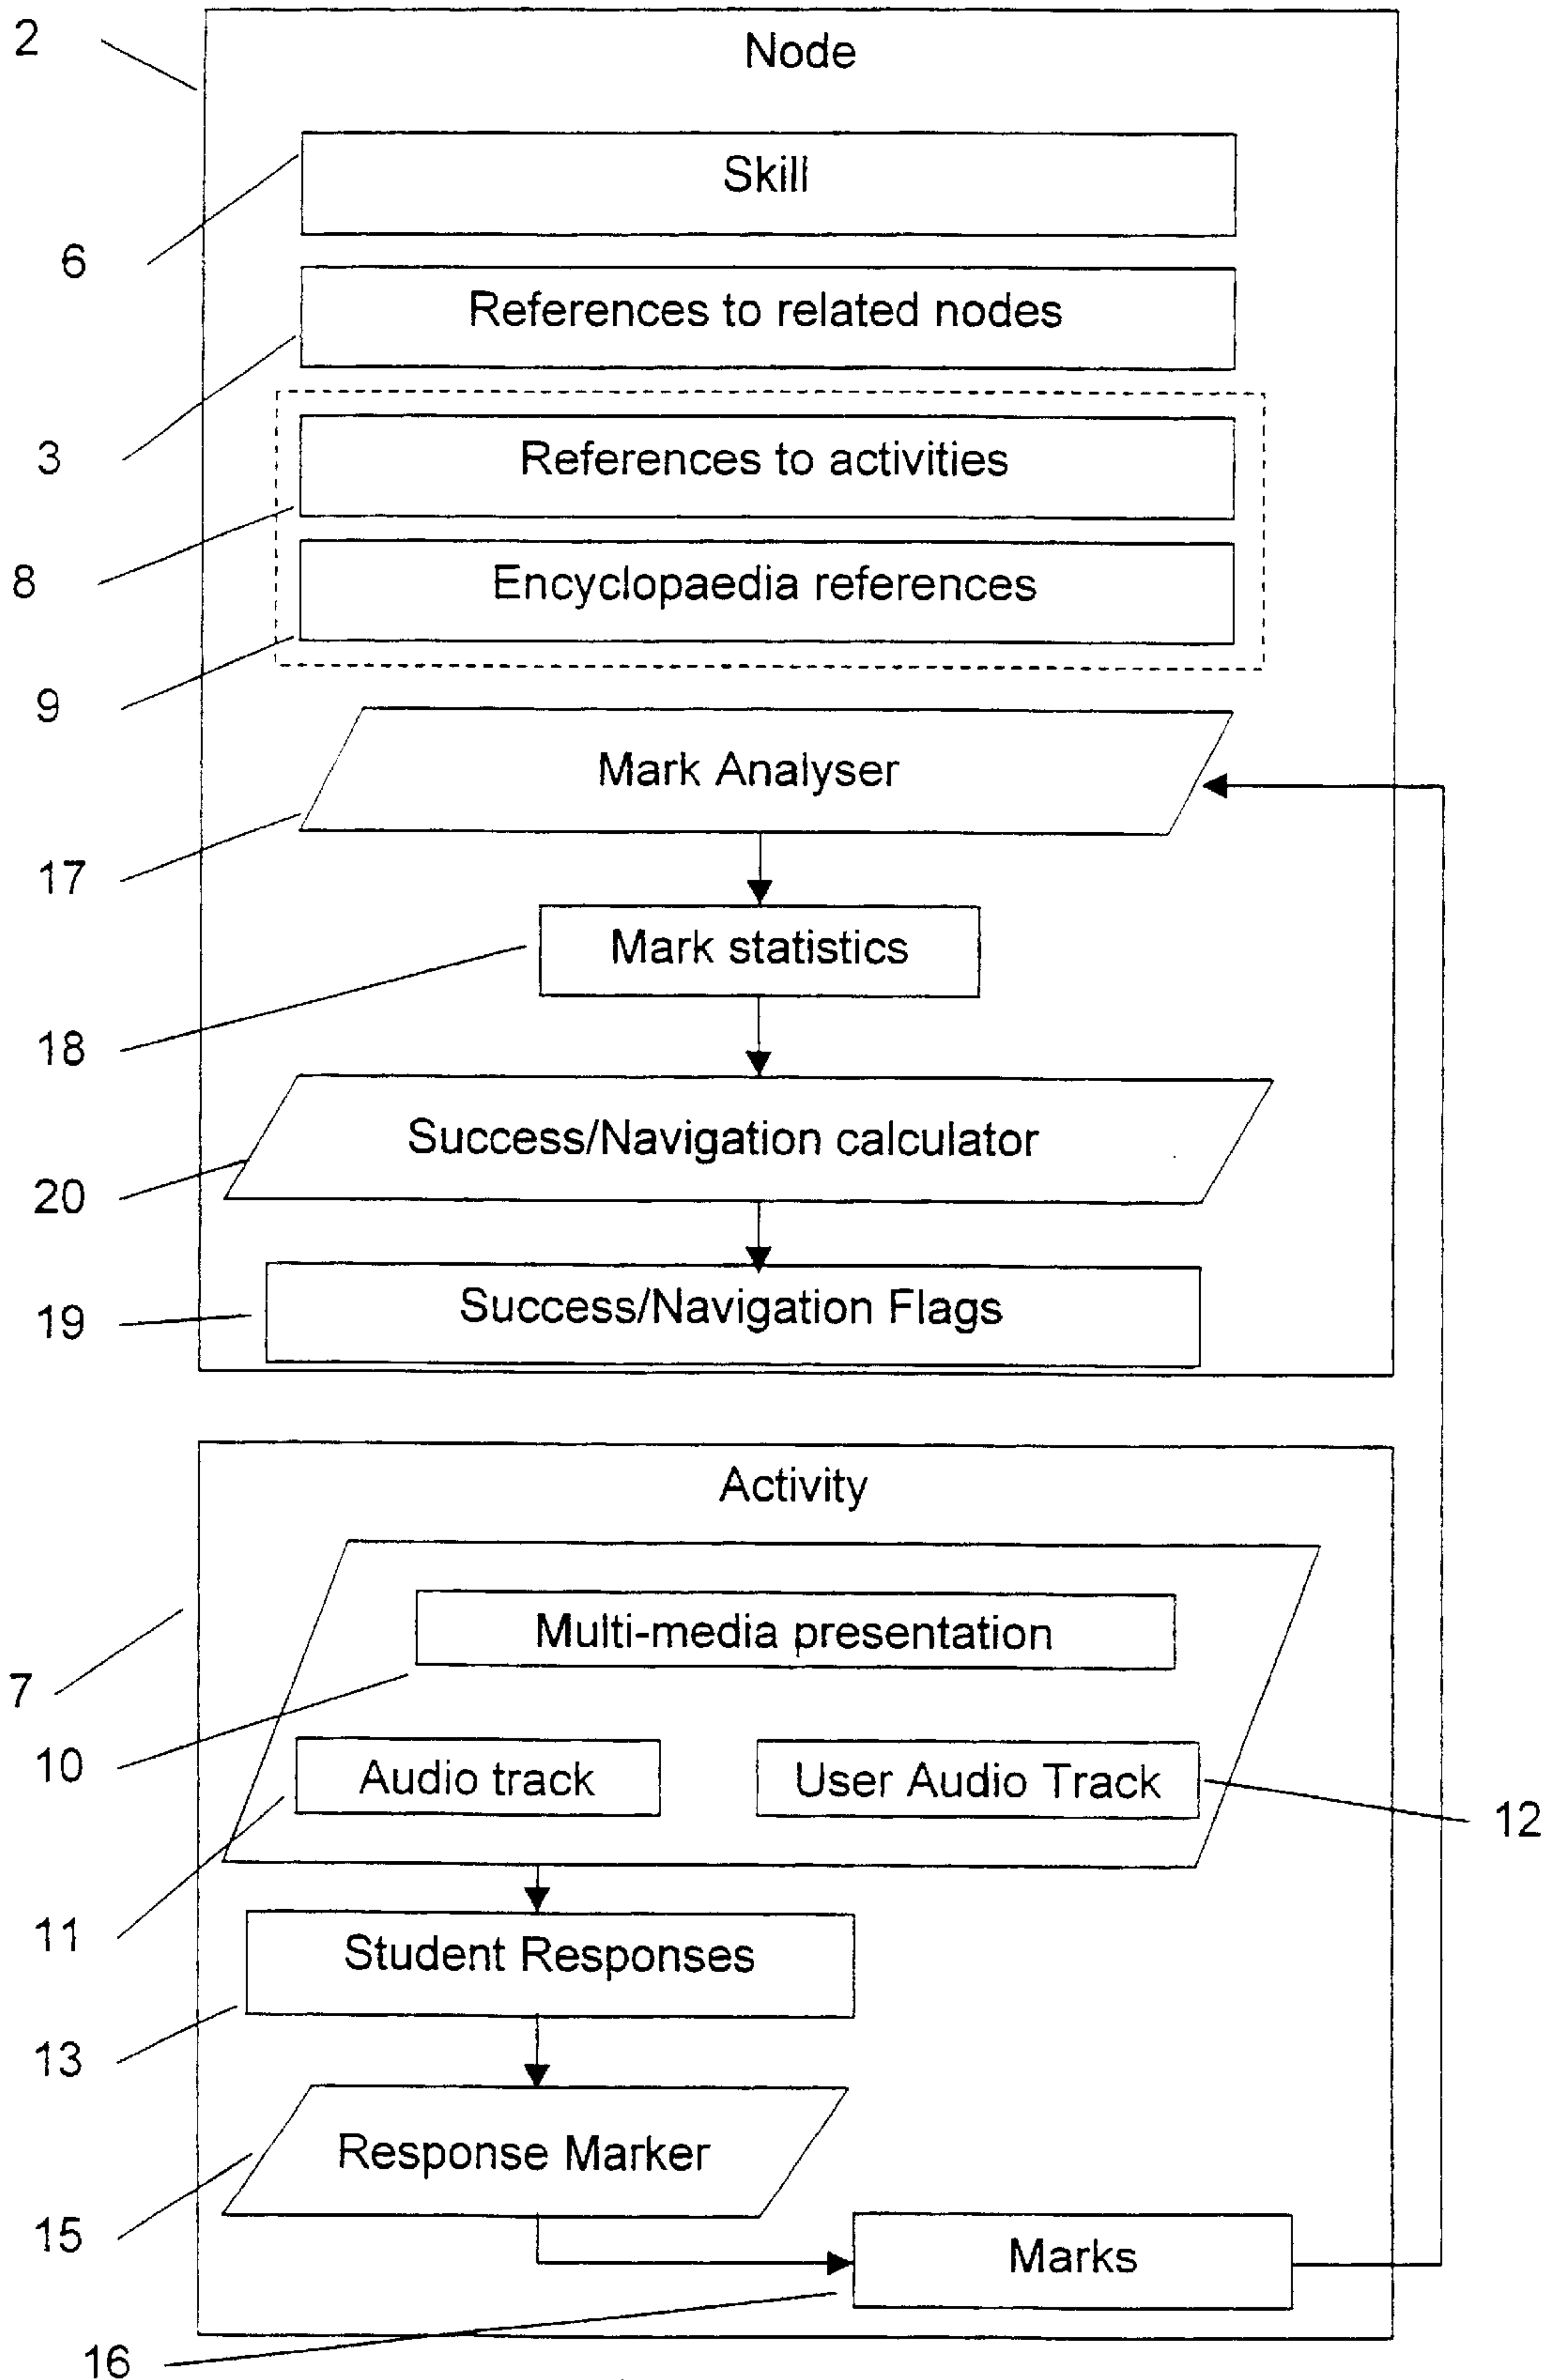 2
Node
Skill
6
References to related nodes
3
References to activities
8
Encyclopaedia references
9
Mark Analyser
17
Mark statistics
18
Success/Navigation calculator
20
Success/Navigation Flags
19
Activity
Multi-media presentation
7
10
Audio track
User Audio Track
12
11
Student Responses
13
Response Marker
15
Marks
16